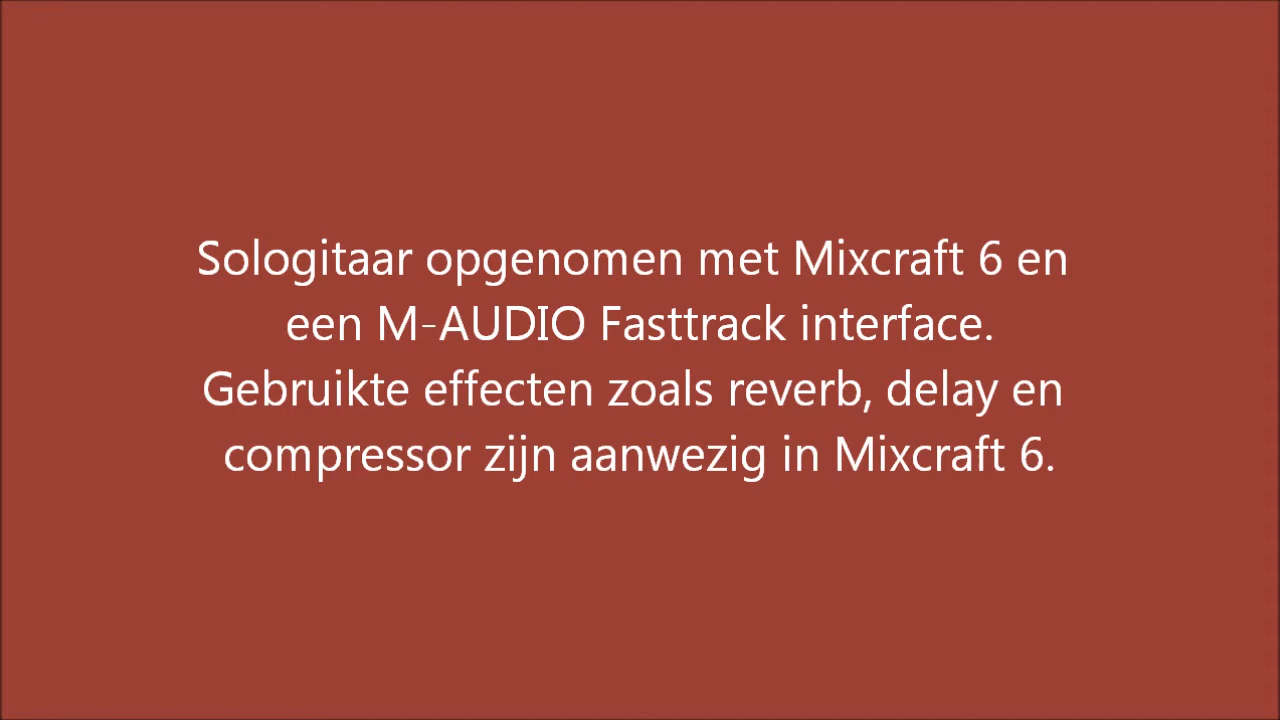 Sologitaar opgenomen met Mixcraft 6 en
een M-AUDIO Fasttrack interface.
Gebruikte effecten zoals reverb, delay en
compressor zijn aanwezig in Mixcraft 6.